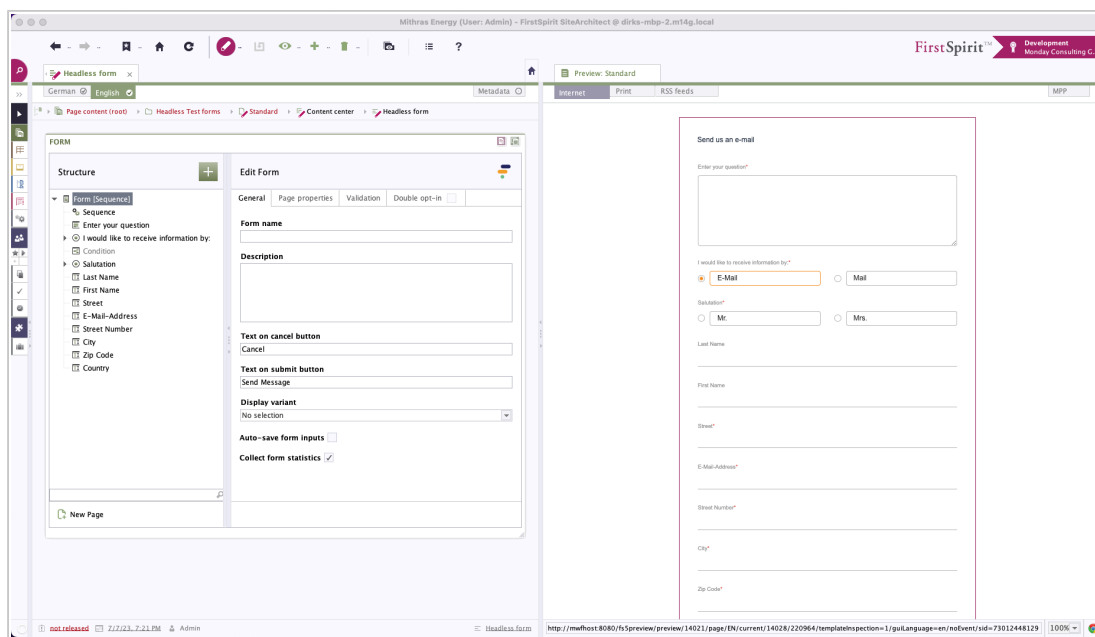 Mithras Energy (User: Admin) - FirstSpirit SiteArchitect @ dirks-mbp-2.m14g.local
FirstSpirit™
Development
Monday Consulting G...
Headless form
German
English
Metadata
Page content (root)
Headless Test forms
Standard
Content center
Headless form
FORM
Structure
Form [Sequence]
Sequence
Enter your question
I would like to receive information by:
Condition
Salutation
Last Name
First Name
Street
E-Mail-Address
Street Number
City
Zip Code
Country
New Page
Edit Form
General
Page properties
Validation
Double opt-in
Form name
Description
Text on cancel button
Cancel
Text on submit button
Send Message
Display variant
No selection
Auto-save form inputs
Collect form statistics
not released
7/7/23, 7:21 PM
Admin
Headless form
Preview: Standard
Internet
Print
RSS feeds
MPP
Send us an e-mail
Enter your question*
I would like to receive information by:*
E-Mail
Mail
Salutation*
Mr.
Mrs.
Last Name
First Name
Street*
E-Mail-Address*
Street Number*
City*
Zip Code*
http://mwfhost:8080/fs5preview/preview/14021/page/EN/current/14028/220964/templateInspection=1/guiLanguage=en/noEvent/sid=73012448129
100%